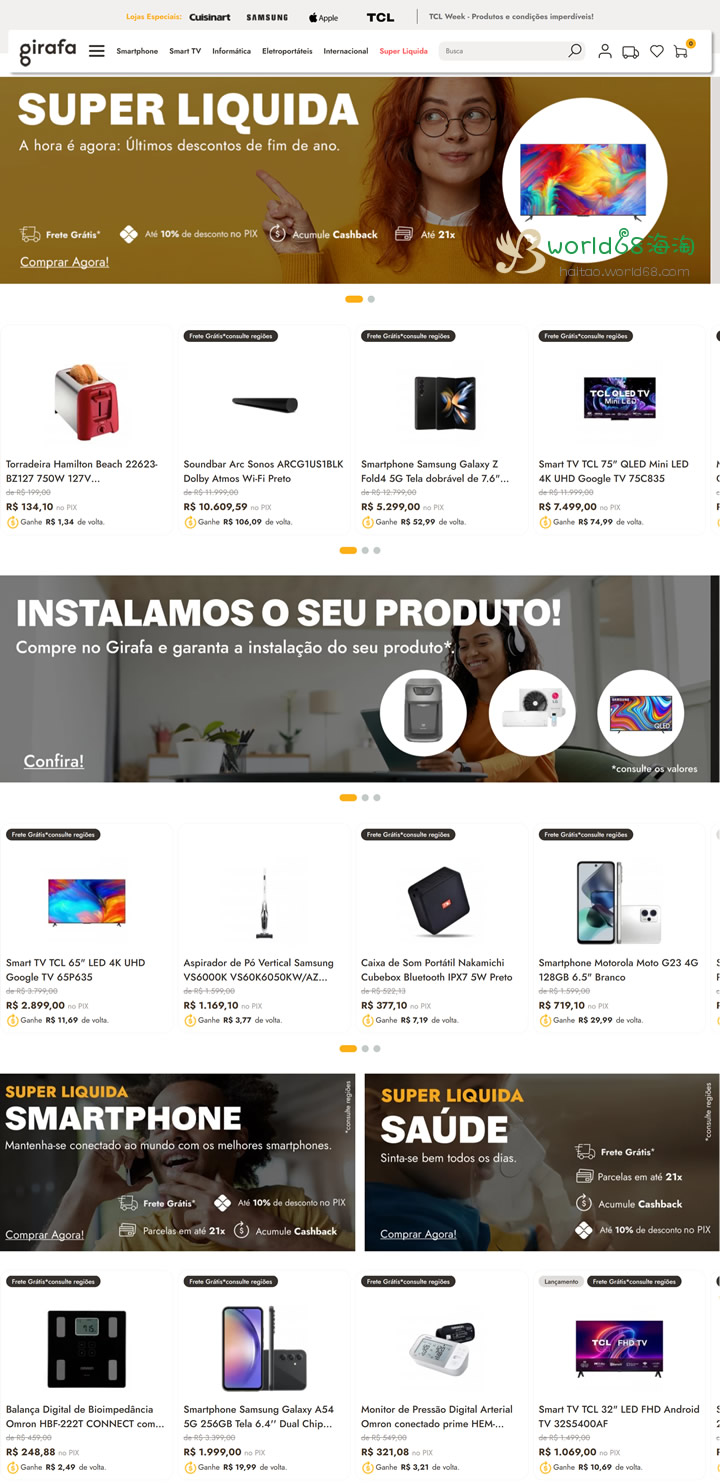 Lojas Especiais: Cuisinart SAMSUNG Apple TCL TCL Week - Produtos e condições imperdíveis!
girafa Smartphone Smart TV Informática Eletroportáteis Internacional Super Liquida Busca 0
SUPER LIQUIDA
A hora é agora: Últimos descontos de fim de ano.
Frete Grátis* Até 10% de desconto no PIX Acumule Cashback Até 21x
Comprar Agora!
world68海淘
haitao.world68.com
Frete Grátis*consulte regiões Frete Grátis*consulte regiões Frete Grátis*consulte regiões
TCL QLED TV
Mini LED
Torradeira Hamilton Beach 22623-
BZ127 750W 127V...
de R$ 199,00
R$ 134,10 no PIX
Ganhe R$ 1,34 de volta.
Soundbar Arc Sonos ARCG1US1BLK
Dolby Atmos Wi-Fi Preto
de R$ 11.999,00
R$ 10.609,59 no PIX
Ganhe R$ 106,09 de volta.
Smartphone Samsung Galaxy Z
Fold4 5G Tela dobrável de 7.6"...
de R$ 12.799,00
R$ 5.299,00 no PIX
Ganhe R$ 52,99 de volta.
Smart TV TCL 75" QLED Mini LED
4K UHD Google TV 75C835
de R$ 11.999,00
R$ 7.499,00 no PIX
Ganhe R$ 74,99 de volta.
INSTALAMOS O SEU PRODUTO!
Compre no Girafa e garanta a instalação do seu produto*.
LG
SAMSUNG
QLED
Confira!
*consulte os valores
Frete Grátis*consulte regiões Frete Grátis*consulte regiões Frete Grátis*consulte regiões
Smart TV TCL 65" LED 4K UHD
Google TV 65P635
de R$ 3.799,00
R$ 2.899,00 no PIX
Ganhe R$ 11,69 de volta.
Aspirador de Pó Vertical Samsung
VS6000K VS60K6050KW/AZ...
de R$ 1.599,00
R$ 1.169,10 no PIX
Ganhe R$ 3,77 de volta.
Caixa de Som Portátil Nakamichi
Cubebox Bluetooth IPX7 5W Preto
de R$ 522,13
R$ 377,10 no PIX
Ganhe R$ 7,19 de volta.
Smartphone Motorola Moto G23 4G
128GB 6.5" Branco
de R$ 1.599,00
R$ 719,10 no PIX
Ganhe R$ 29,99 de volta.
SUPER LIQUIDA
SMARTPHONE
Mantenha-se conectado ao mundo com os melhores smartphones.
*consulte regiões
Frete Grátis* Até 10% de desconto no PIX
Parcelas em até 21x Acumule Cashback
Comprar Agora!
SUPER LIQUIDA
SAÚDE
Sinta-se bem todos os dias.
*consulte regiões
Frete Grátis*
Parcelas em até 21x
Acumule Cashback
Até 10% de desconto no PIX
Comprar Agora!
Frete Grátis*consulte regiões Frete Grátis*consulte regiões Frete Grátis*consulte regiões Lançamento Frete Grátis*consulte regiões
TCL FHD TV
Balança Digital de Bioimpedância
Omron HBF-222T CONNECT com...
de R$ 459,00
R$ 248,88 no PIX
Ganhe R$ 2,49 de volta.
Smartphone Samsung Galaxy A54
5G 256GB Tela 6.4'' Dual Chip...
de R$ 3.399,00
R$ 1.999,00 no PIX
Ganhe R$ 19,99 de volta.
Monitor de Pressão Digital Arterial
Omron conectado prime HEM-...
de R$ 549,00
R$ 321,08 no PIX
Ganhe R$ 3,21 de volta.
Smart TV TCL 32" LED FHD Android
TV 32S5400AF
de R$ 1.499,00
R$ 1.069,00 no PIX
Ganhe R$ 10,69 de volta.